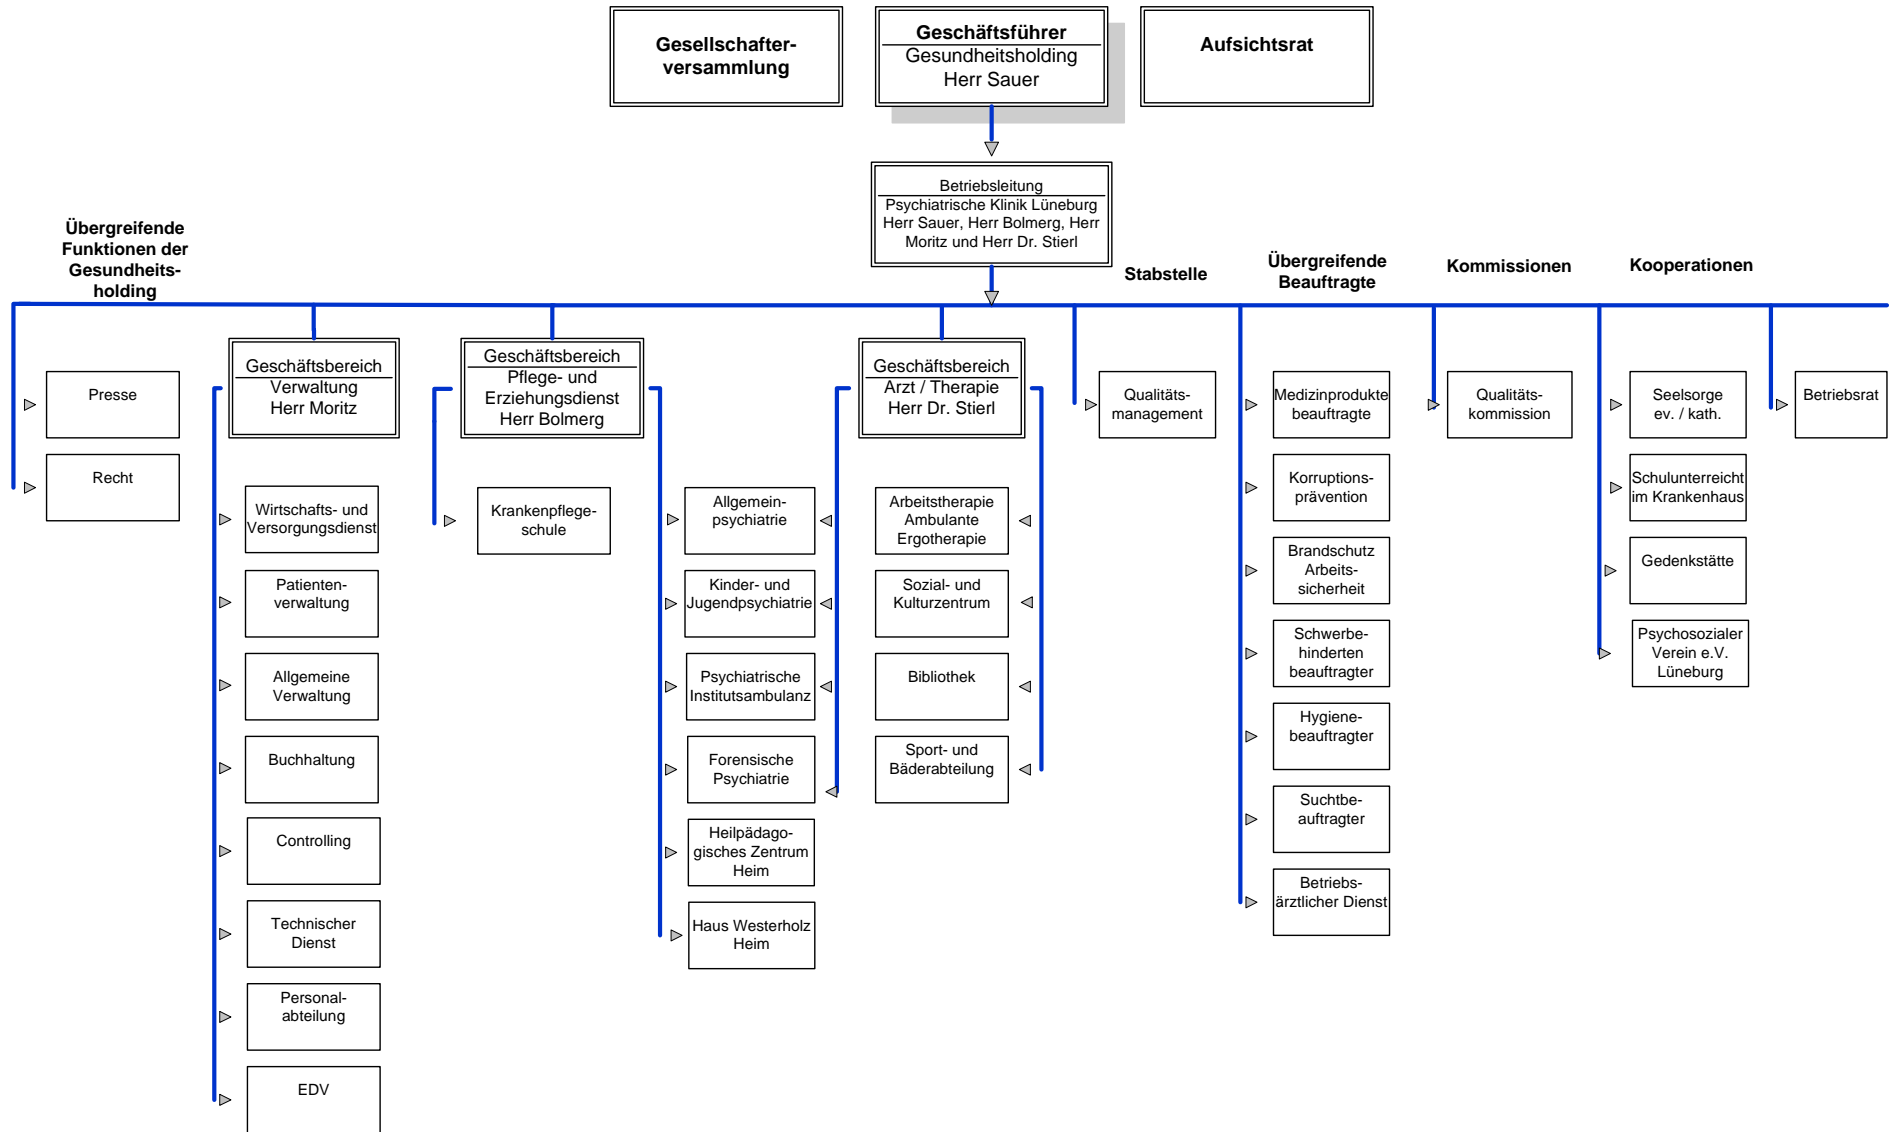 Gesellschafter-
versammlung
Geschäftsführer
Gesundheitsholding
Herr Sauer
Aufsichtsrat
Betriebsleitung
Psychiatrische Klinik Lüneburg
Herr Sauer, Herr Bolmerg, Herr
Moritz und Herr Dr. Stierl
Übergreifende
Funktionen der
Gesundheits-
holding
Stabstelle
Übergreifende
Beauftragte
Kommissionen
Kooperationen
Presse
Recht
Geschäftsbereich
Verwaltung
Herr Moritz
Wirtschafts- und
Versorgungsdienst
Patienten-
verwaltung
Allgemeine
Verwaltung
Buchhaltung
Controlling
Technischer
Dienst
Personal-
abteilung
EDV
Geschäftsbereich
Pflege- und
Erziehungsdienst
Herr Bolmerg
Krankenpflege-
schule
Allgemein-
psychiatrie
Kinder- und
Jugendpsychiatrie
Psychiatrische
Institutsambulanz
Forensische
Psychiatrie
Heilpädago-
gisches Zentrum
Heim
Haus Westerholz
Heim
Geschäftsbereich
Arzt / Therapie
Herr Dr. Stierl
Arbeitstherapie
Ambulante
Ergotherapie
Sozial- und
Kulturzentrum
Bibliothek
Sport- und
Bäderabteilung
Qualitäts-
management
Medizinprodukte
beauftragte
Korruptions-
prävention
Brandschutz
Arbeits-
sicherheit
Schwerbe-
hinderten
beauftragter
Hygiene-
beauftragter
Suchtbe-
auftragter
Betriebs-
ärztlicher Dienst
Qualitäts-
kommission
Seelsorge
ev. / kath.
Schulunterreicht
im Krankenhaus
Gedenkstätte
Psychosozialer
Verein e.V.
Lüneburg
Betriebsrat